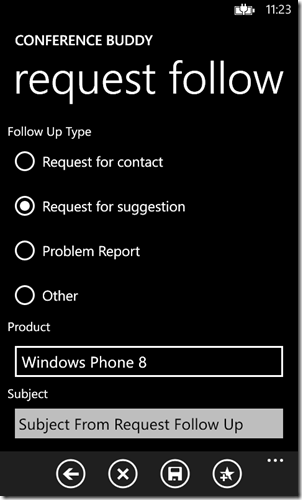 11:23
CONFERENCE BUDDY
request follow
Follow Up Type
Request for contact
Request for suggestion
Problem Report
Other
Product
Windows Phone 8
Subject
Subject From Request Follow Up